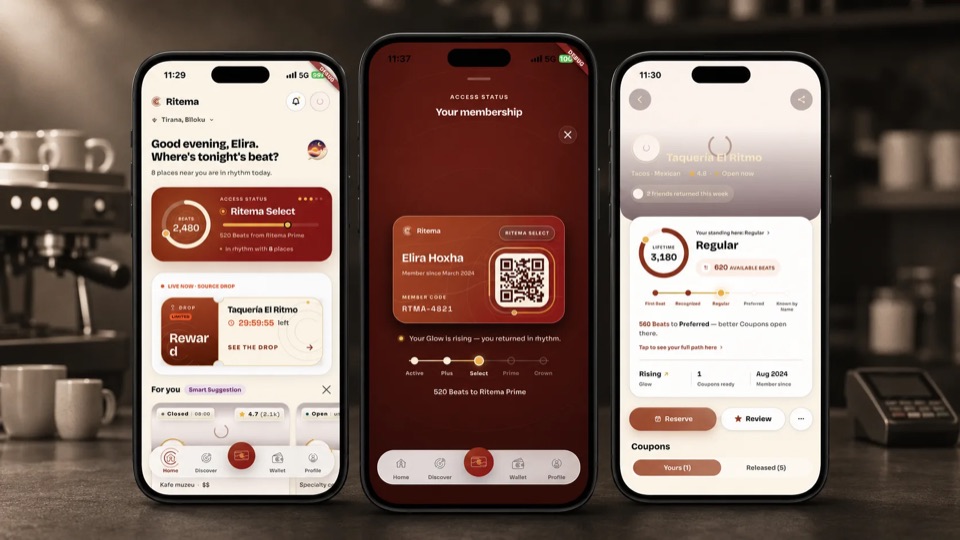 11:29
5G
DEBUG
Ritema
Tirana, Blloku
Good evening, Elira.
Where's tonight's beat?
8 places near you are in rhythm today.
BEATS
2,480
ACCESS STATUS
Ritema Select
520 Beats from Ritema Prime
In rhythm with 8 places
LIVE NOW · SOURCE DROP
DROP
LIMITED
Rewar
d
Taquería El Ritmo
29:59:55 left
SEE THE DROP
For you
Smart Suggestion
Closed
08:00
4.7 (2.1k)
Open
Home
Discover
Wallet
Profile
Kafe muzeu · $$
Specialty
11:37
5G
100
DEBUG
ACCESS STATUS
Your membership
Ritema
RITEMA SELECT
Elira Hoxha
Member since March 2024
MEMBER CODE
RTMA-4821
Your Glow is rising — you returned in rhythm.
Active
Plus
Select
Prime
Crown
520 Beats to Ritema Prime
Home
Discover
Wallet
Profile
11:30
5G
DEBUG
Taquería El Ritmo
Tacos · Mexican
4.8
Open now
8 friends returned this week
LIFETIME
3,180
Your standing here: Regular
Regular
620 AVAILABLE BEATS
First Beat
Recognized
Regular
Preferred
Known by
Name
560 Beats to Preferred — better Coupons open
there.
Tap to see your full path here
Rising
1
Aug 2024
Glow
Coupons ready
Member since
Reserve
Review
Coupons
Yours (1)
Released (5)